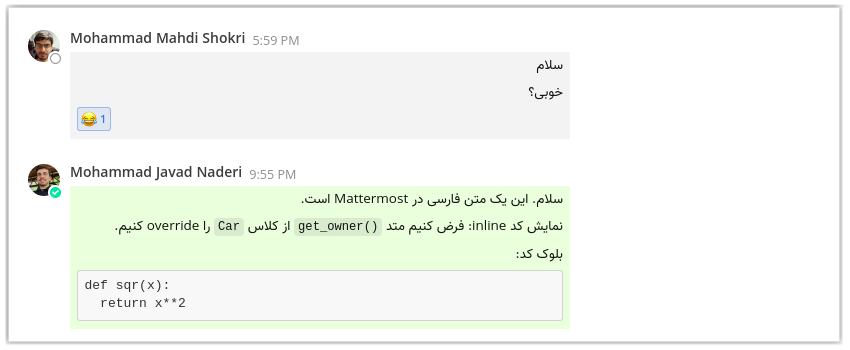 Mohammad Mahdi Shokri 5:59 PM
سلام
خوبی؟
😂 1
Mohammad Javad Naderi 9:55 PM
سلام. این یک متن فارسی در Mattermost است.
نمایش کد inline: فرض کنیم متد get_owner() از کلاس Car را override کنیم.
بلوک کد:
def sqr(x):
  return x**2